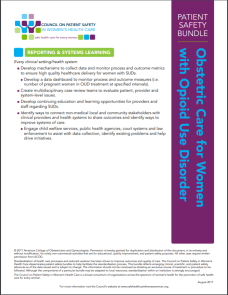 COUNCIL ON PATIENT SAFETY
IN WOMEN'S HEALTH CARE
safe health care for every woman
PATIENT
SAFETY
BUNDLE
REPORTING & SYSTEMS LEARNING
Every clinical setting/health system
Develop mechanisms to collect data and monitor process and outcome metrics
to ensure high quality healthcare delivery for women with SUDs.
Develop a data dashboard to monitor process and outcome measures (i.e.
number of pregnant women in OUD treatment at specified intervals).
Create multidisciplinary case review teams to evaluate patient, provider and
system-level issues.
Develop continuing education and learning opportunities for providers and
staff regarding SUDs.
Identify ways to connect non-medical local and community stakeholders with
clinical providers and health systems to share outcomes and identify ways to
improve systems of care.
Engage child welfare services, public health agencies, court systems and law
enforcement to assist with data collection, identify existing problems and help
drive initiatives.
Obstetric Care for Women
with Opioid Use Disorder
August 2017